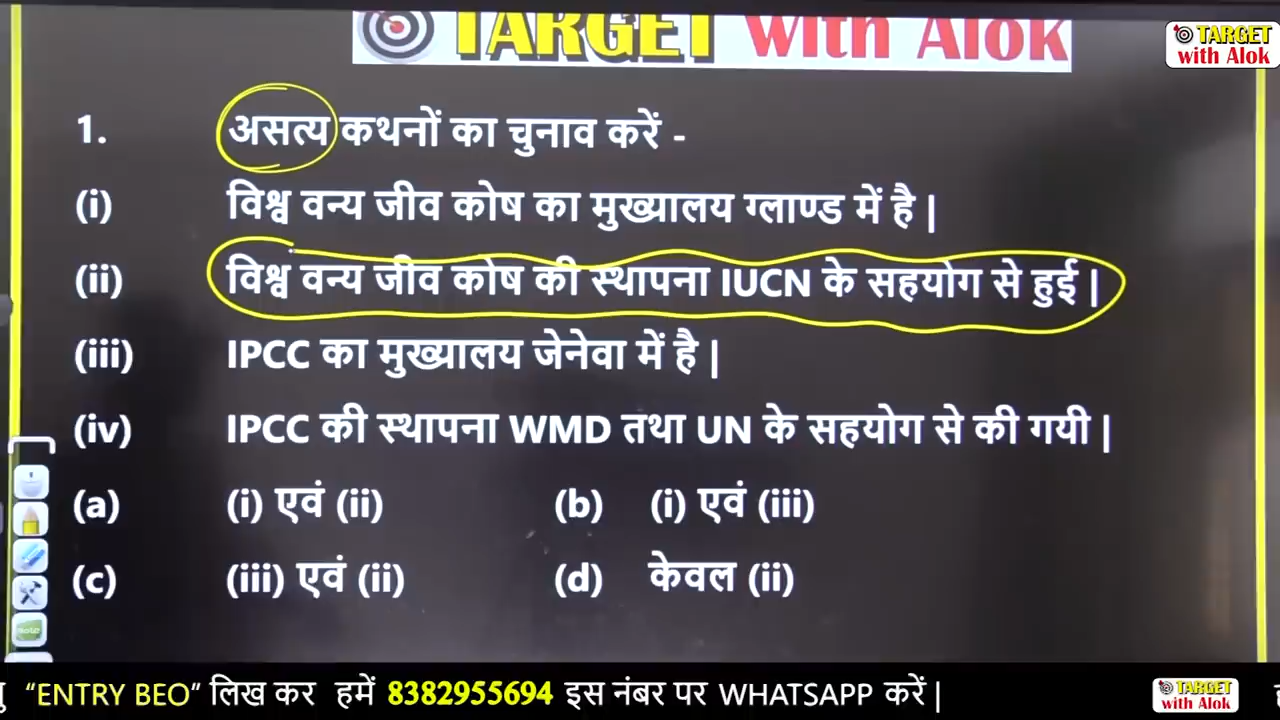 TARGET with Alok
TARGET
with Alok
1. असत्य कथनों का चुनाव करें -
(i) विश्व वन्य जीव कोष का मुख्यालय ग्लाण्ड में है |
(ii) विश्व वन्य जीव कोष की स्थापना IUCN के सहयोग से हुई |
(iii) IPCC का मुख्यालय जेनेवा में है |
(iv) IPCC की स्थापना WMD तथा UN के सहयोग से की गयी |
(a) (i) एवं (ii) (b) (i) एवं (iii)
(c) (iii) एवं (ii) (d) केवल (ii)
“ENTRY BEO” लिख कर हमें 8382955694 इस नंबर पर WHATSAPP करें |
TARGET
with Alok